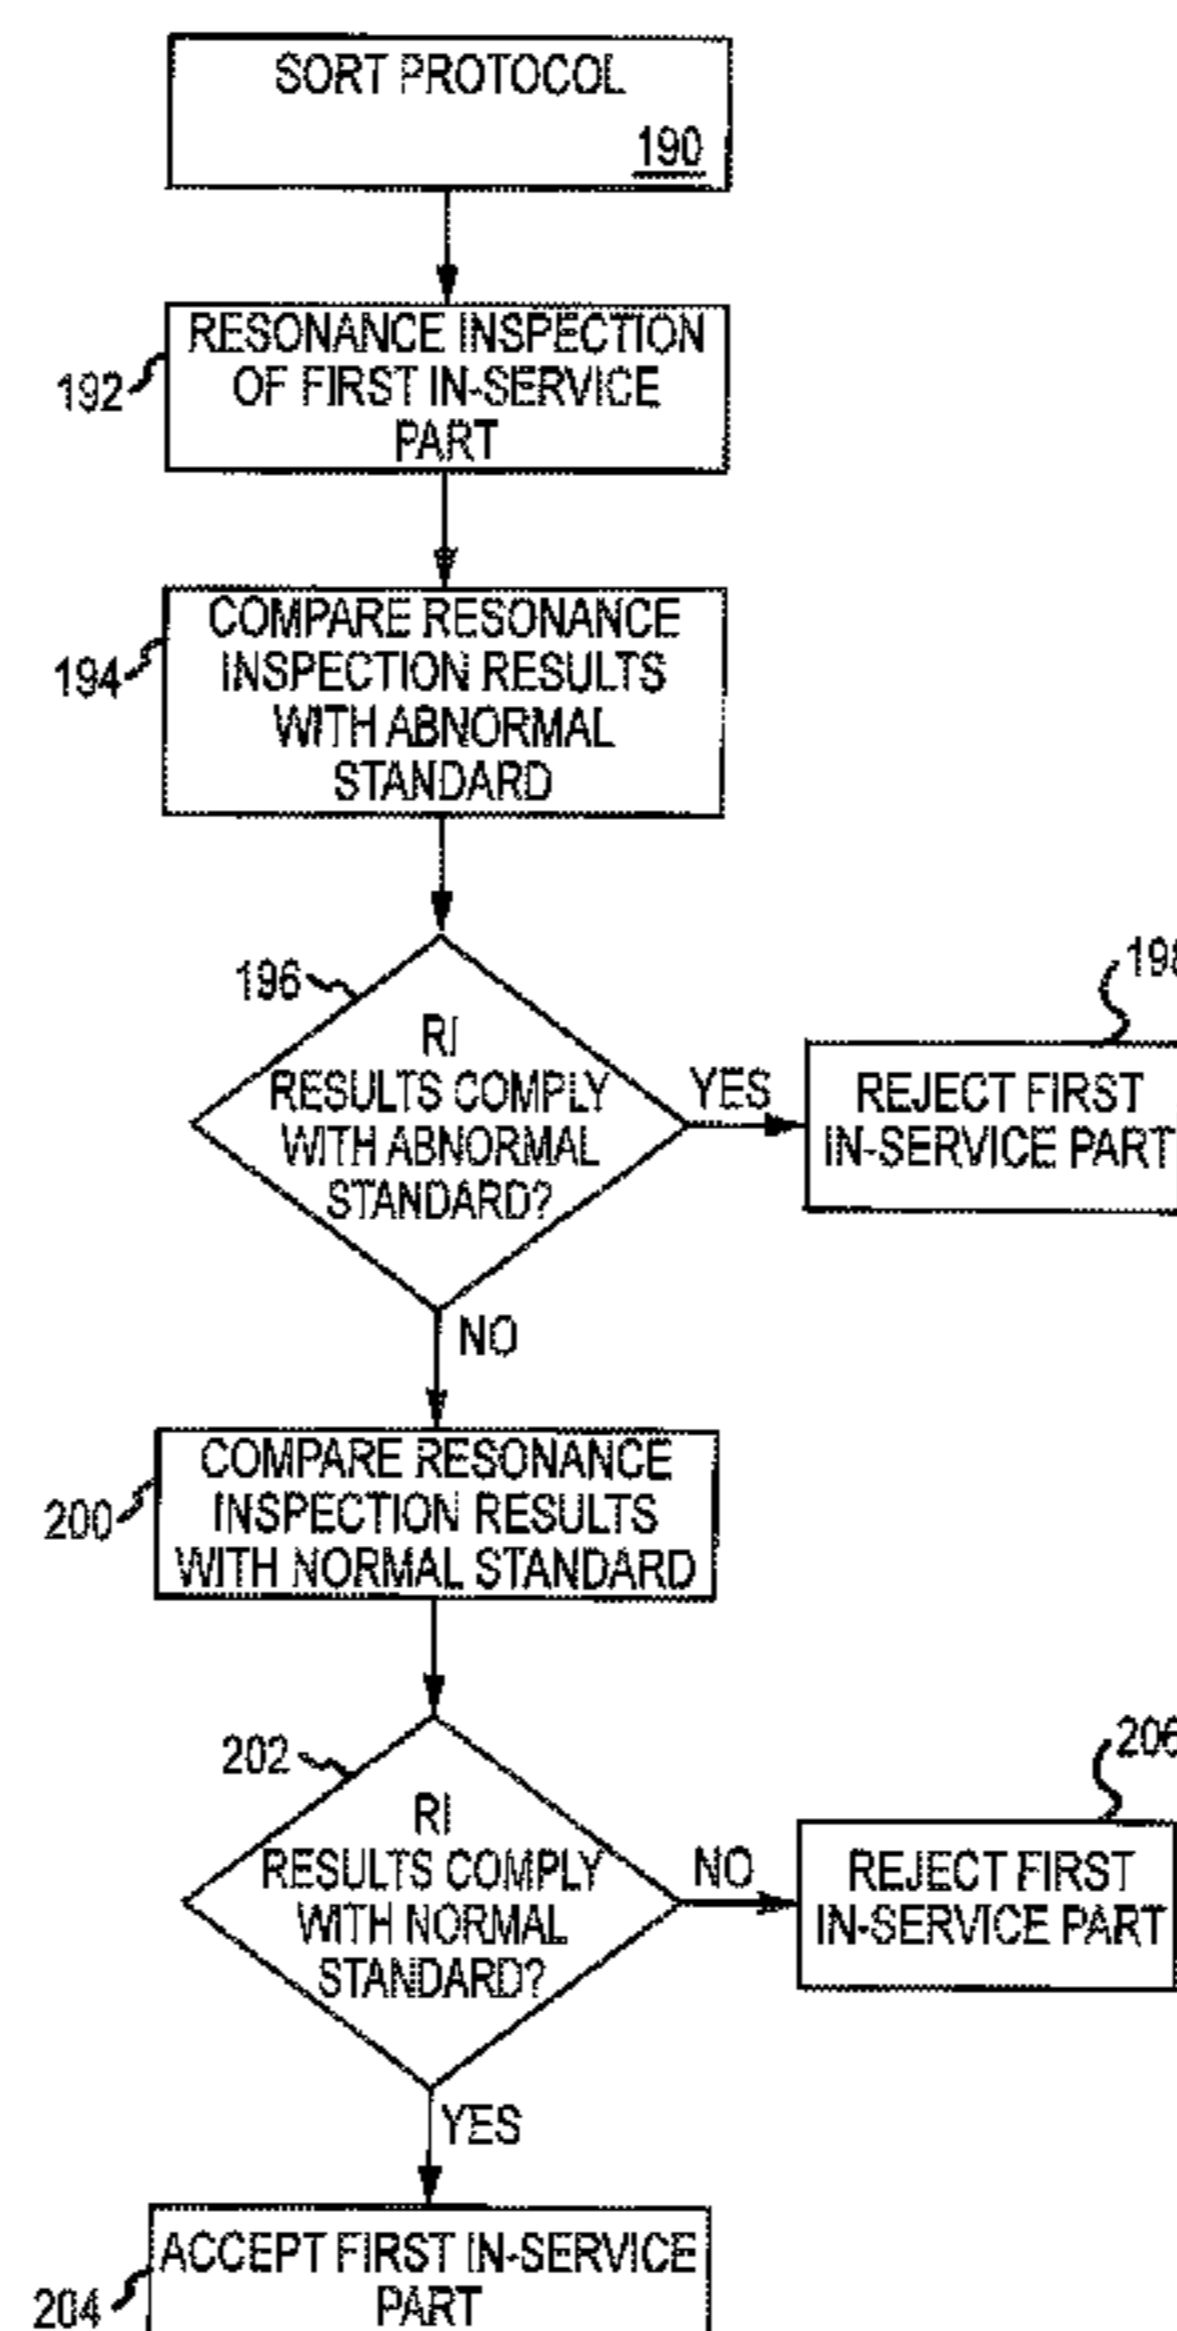 SORT PROTOCOL
190
192
RESONANCE INSPECTION
OF FIRST IN-SERVICE
PART
194
COMPARE RESONANCE
INSPECTION RESULTS
WITH ABNORMAL
STANDARD
196
RI
RESULTS COMPLY
WITH ABNORMAL
STANDARD?
YES
198
REJECT FIRST
IN-SERVICE PART
NO
200
COMPARE RESONANCE
INSPECTION RESULTS
WITH NORMAL STANDARD
202
RI
RESULTS COMPLY
WITH NORMAL
STANDARD?
NO
206
REJECT FIRST
IN-SERVICE PART
YES
204
ACCEPT FIRST IN-SERVICE
PART